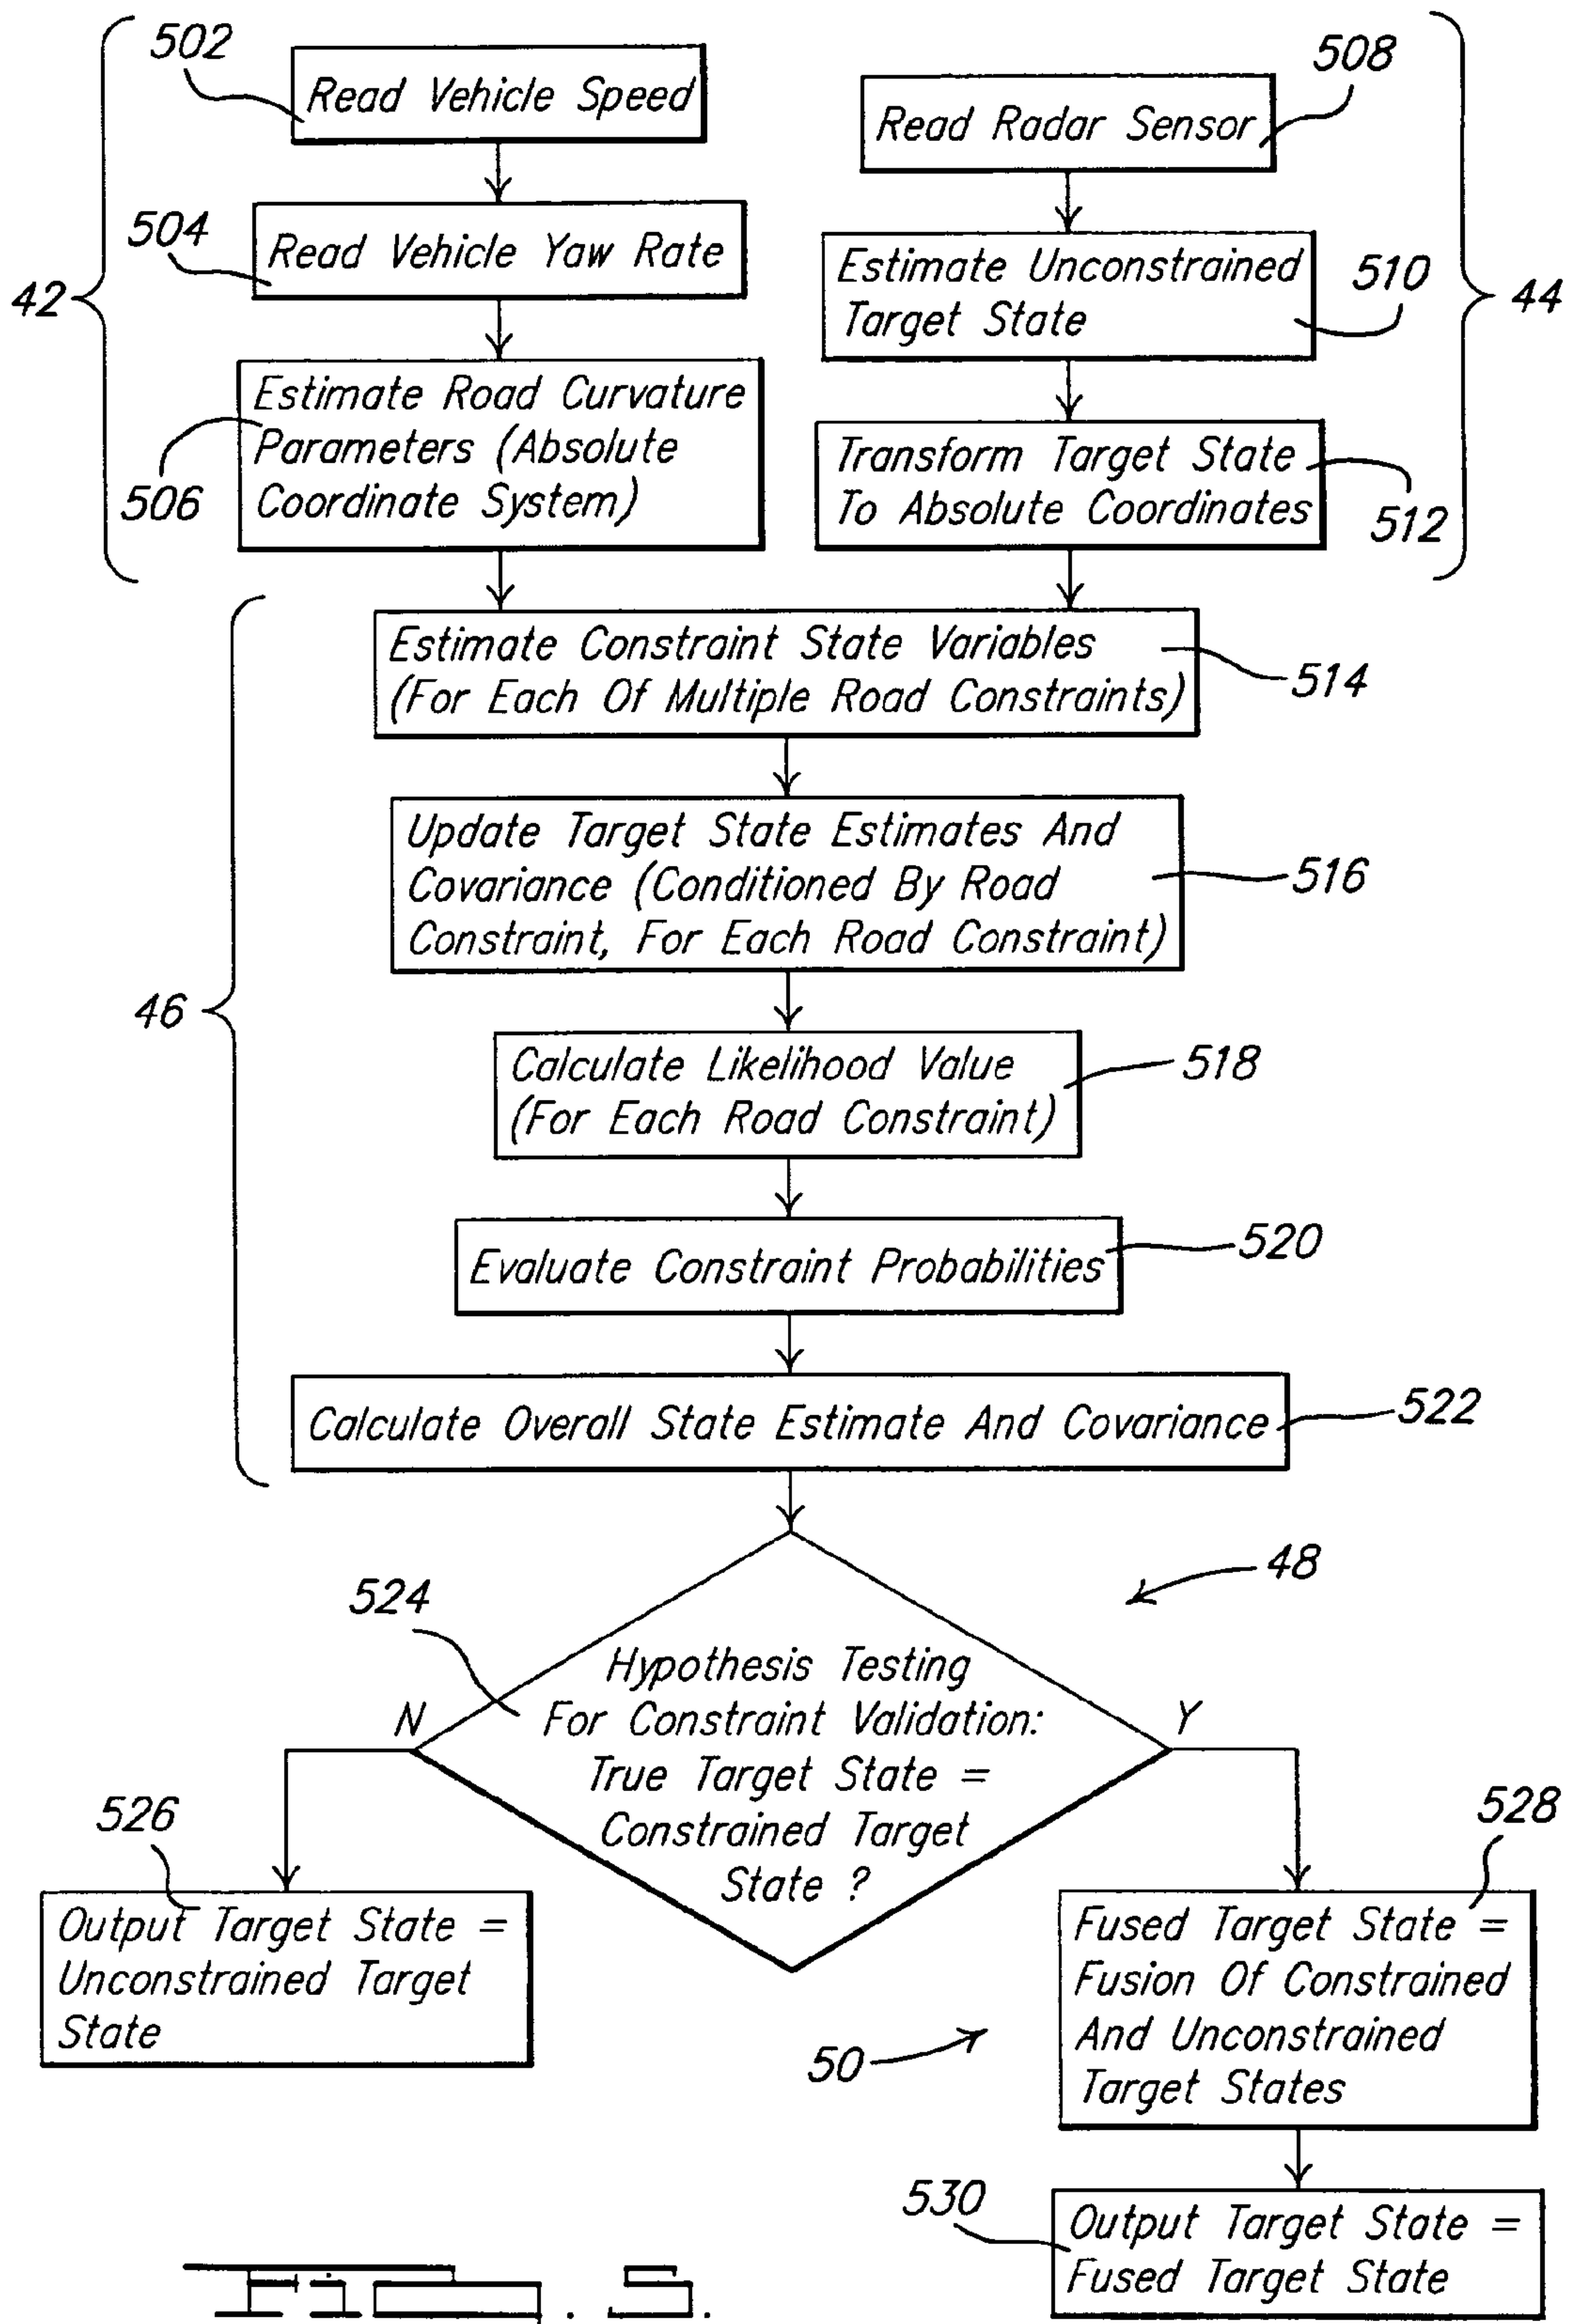 502
Read Vehicle Speed
504
Read Vehicle Yaw Rate
42
Estimate Road Curvature
Parameters (Absolute
Coordinate System)
506
508
Read Radar Sensor
Estimate Unconstrained
Target State
510
44
Transform Target State
To Absolute Coordinates
512
Estimate Constraint State Variables
(For Each Of Multiple Road Constraints)
514
Update Target State Estimates And
Covariance (Conditioned By Road
Constraint, For Each Road Constraint)
516
46
Calculate Likelihood Value
(For Each Road Constraint)
518
Evaluate Constraint Probabilities
520
Calculate Overall State Estimate And Covariance
522
48
524
Hypothesis Testing
For Constraint Validation:
True Target State =
Constrained Target
State ?
N
Y
526
Output Target State =
Unconstrained Target
State
528
Fused Target State =
Fusion Of Constrained
And Unconstrained
Target States
50
530
Output Target State =
Fused Target State